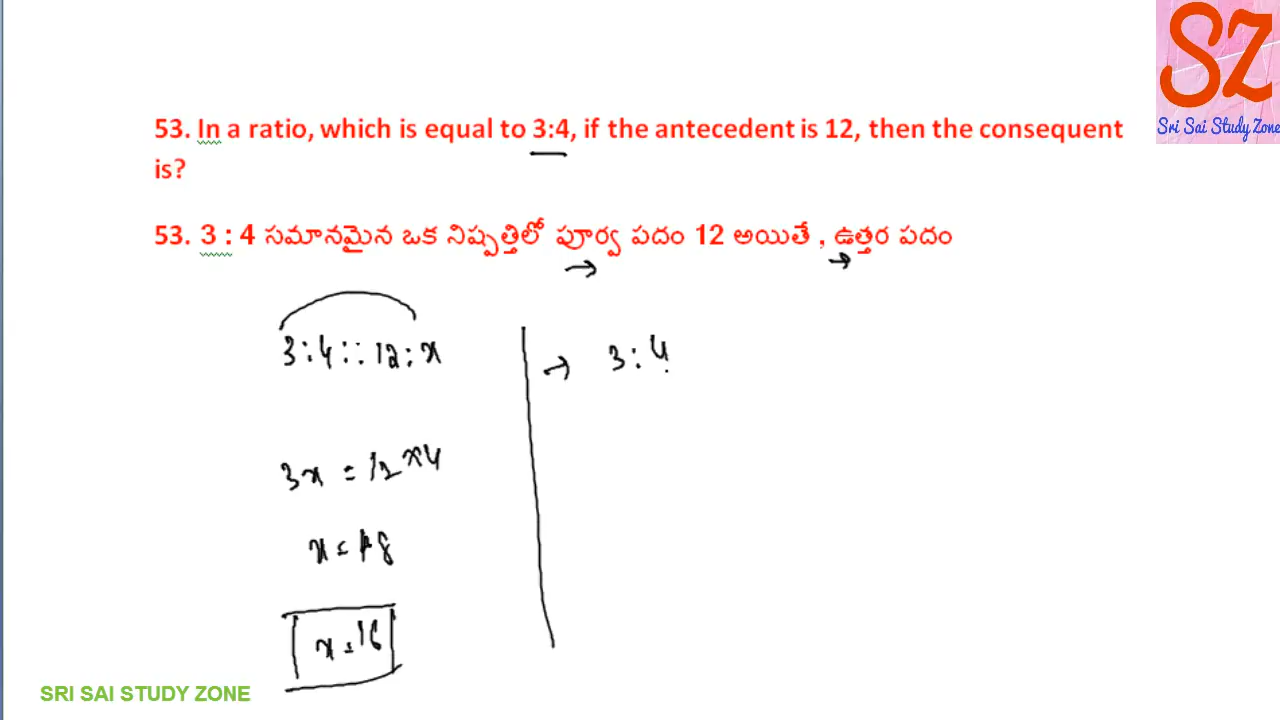 SZ
Sri Sai Study Zone
53. In a ratio, which is equal to 3:4, if the antecedent is 12, then the consequent
is?
53. 3 : 4 సమానమైన ఒక నిష్పత్తిలో పూర్వ పదం 12 అయితే , ఉత్తర పదం
3:4::12:x
→ 3:4
3x = 12×4
x=
x=16
SRI SAI STUDY ZONE